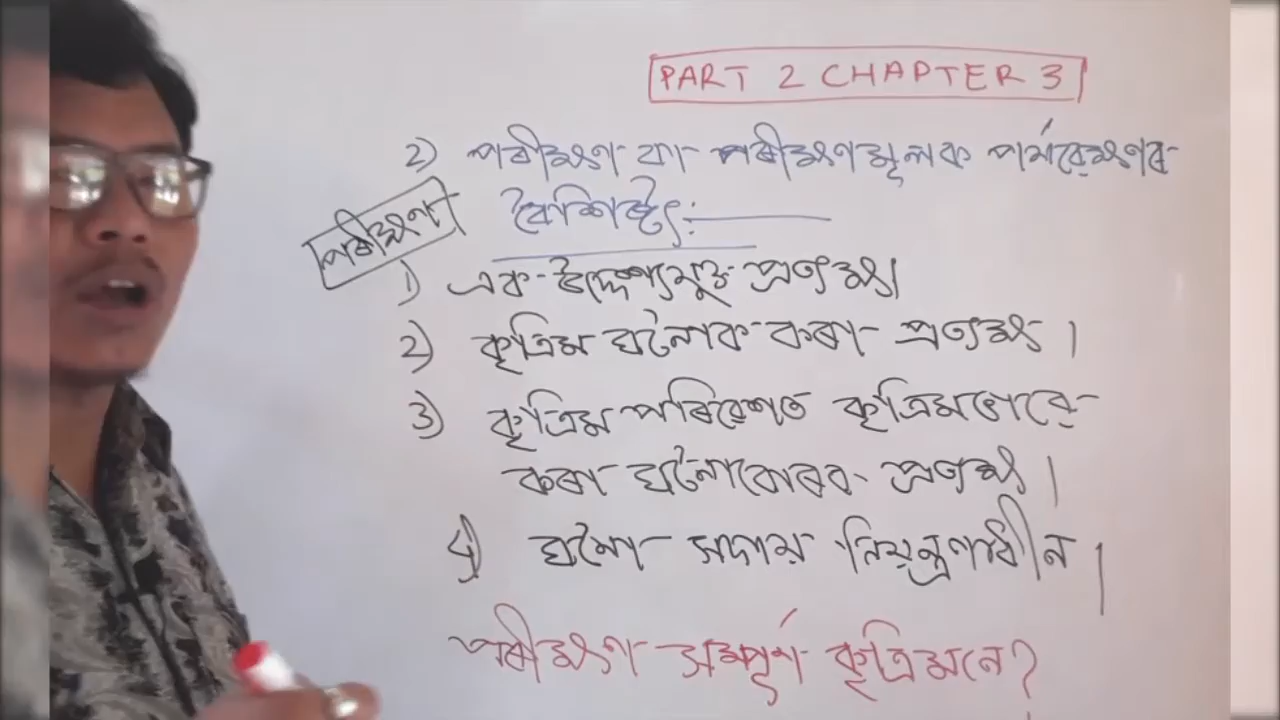 PART 2 CHAPTER 3
2) পৰীক্ষণ বা পৰীক্ষণমূলক পৰ্যবেক্ষণৰ
বৈশিষ্ট্য:
পৰীক্ষণ
1) এক উদ্দেশ্যযুক্ত প্ৰত্যক্ষ।
2) কৃত্ৰিম ঘটনাক কৰা প্ৰত্যক্ষ।
3) কৃত্ৰিম পৰিৱেশত কৃত্ৰিমভাৱে
কৰা ঘটনাবোৰৰ প্ৰত্যক্ষ।
4) ঘটনা সদায় নিয়ন্ত্ৰণাধীন।
পৰীক্ষণ সম্পূৰ্ণ কৃত্ৰিমনে?